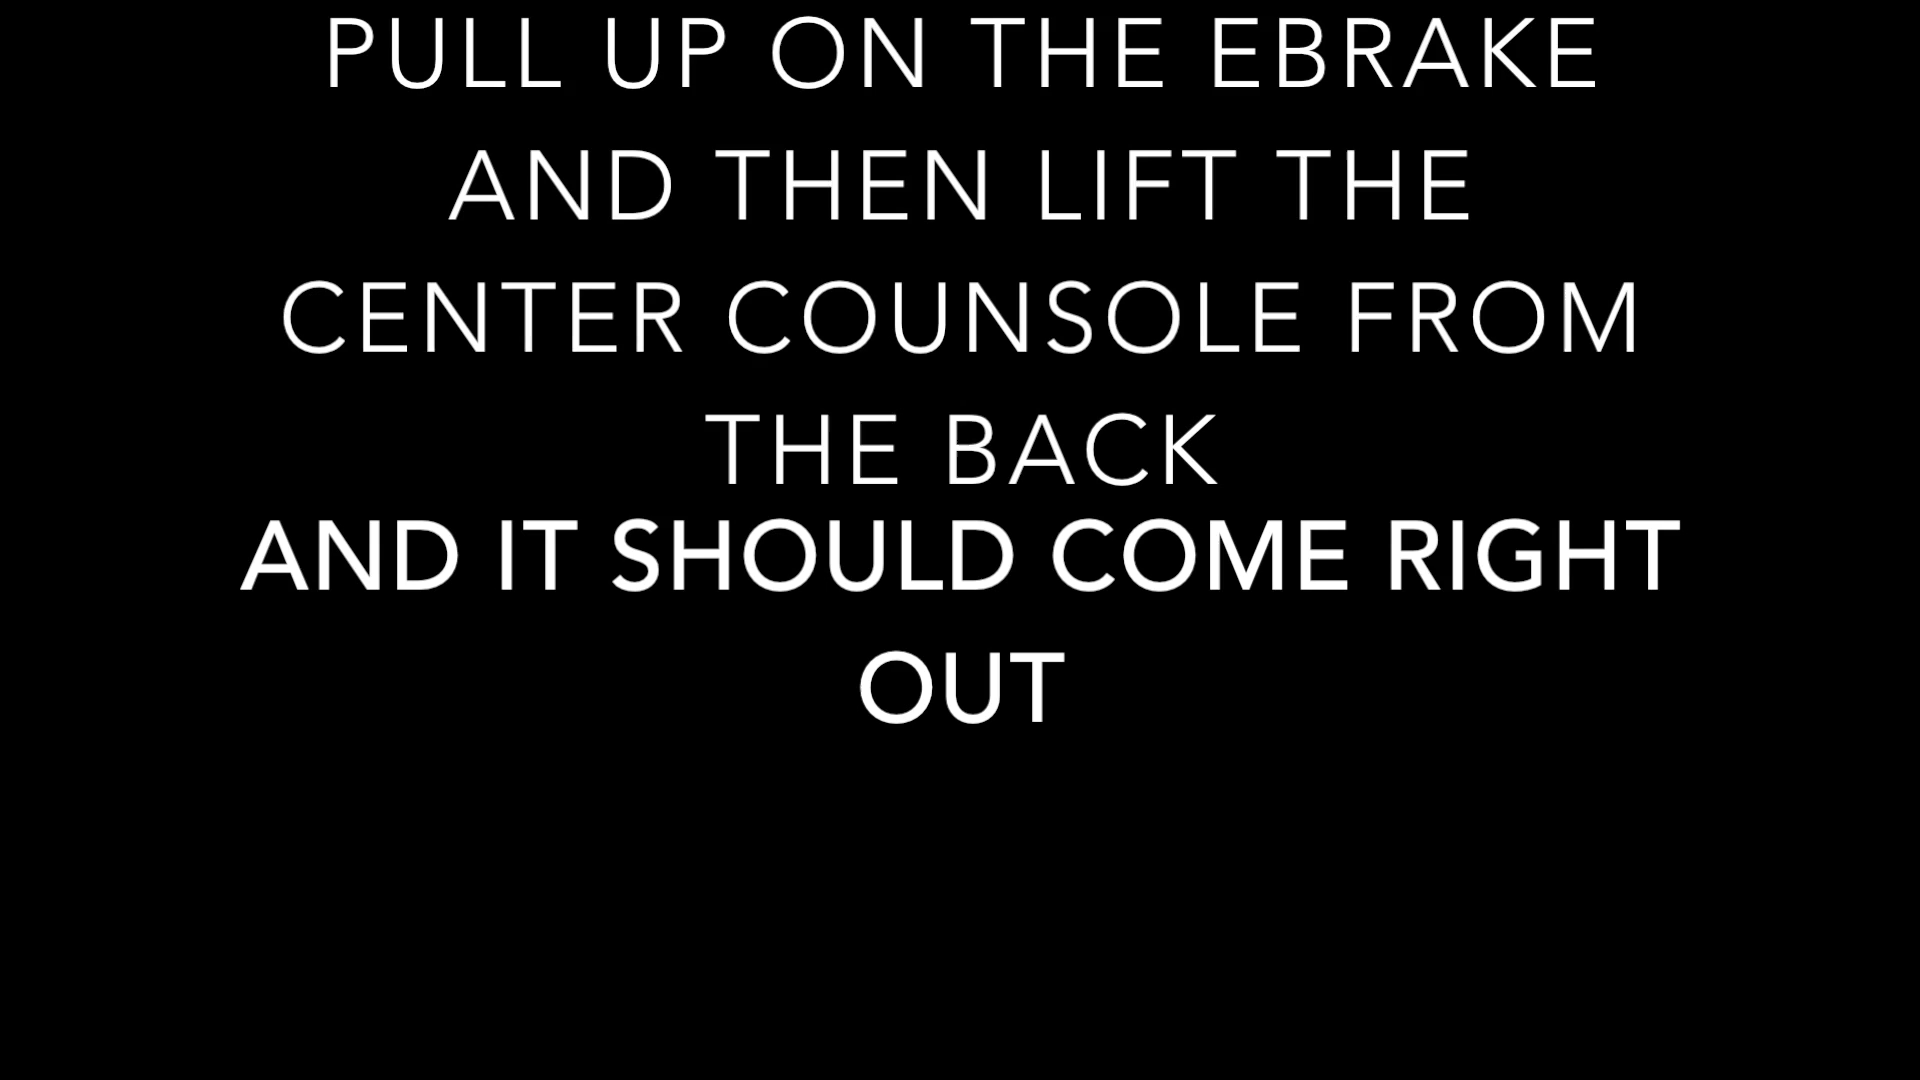 PULL UP ON THE EBRAKE
AND THEN LIFT THE
CENTER COUNSOLE FROM
THE BACK
AND IT SHOULD COME RIGHT
OUT